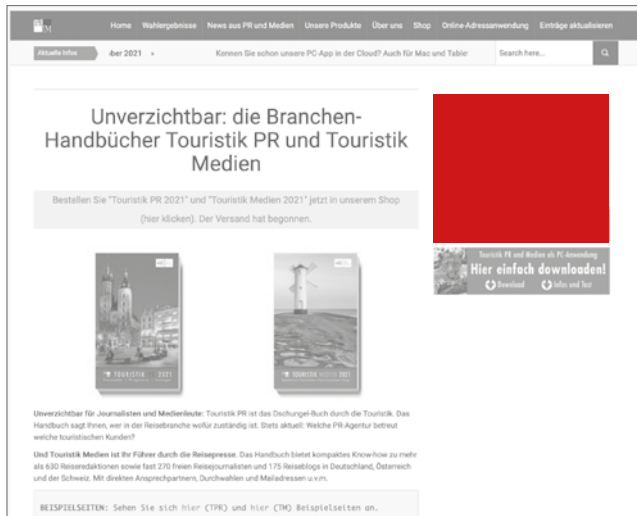 Home Wahlergebnisse News aus PR und Medien Unsere Produkte Über uns Shop Online-Adressanwendung Einträge aktualisieren
Aktuelle Infos ber 2021 » Kennen Sie schon unsere PC-App in der Cloud? Auch für Mac und Table Search here...
Unverzichtbar: die Branchen-
Handbücher Touristik PR und Touristik
Medien
Bestellen Sie "Touristik PR 2021" und "Touristik Medien 2021" jetzt in unserem Shop
(hier klicken). Der Versand hat begonnen.
Touristik PR und Medien als PC-Anwendung
Hier einfach downloaden!
Download Infos und Test
TOURISTIK PR 2021
TOURISTIK MEDIEN 2021
Unverzichtbar für Journalisten und Medienleute: Touristik PR ist das Dschungel-Buch durch die Touristik. Das
Handbuch sagt Ihnen, wer in der Reisebranche wofür zuständig ist. Stets aktuell: Welche PR-Agentur betreut
welche touristischen Kunden?
Und Touristik Medien ist Ihr Führer durch die Reisepresse. Das Handbuch bietet kompaktes Know-how zu mehr
als 630 Reiseredaktionen sowie fast 270 freien Reisejournalisten und 175 Reiseblogs in Deutschland, Österreich
und der Schweiz. Mit direkten Ansprechpartnern, Durchwahlen und Mailadressen u.v.m.
BEISPIELSEITEN: Sehen Sie sich hier (TPR) und hier (TM) Beispielseiten an.